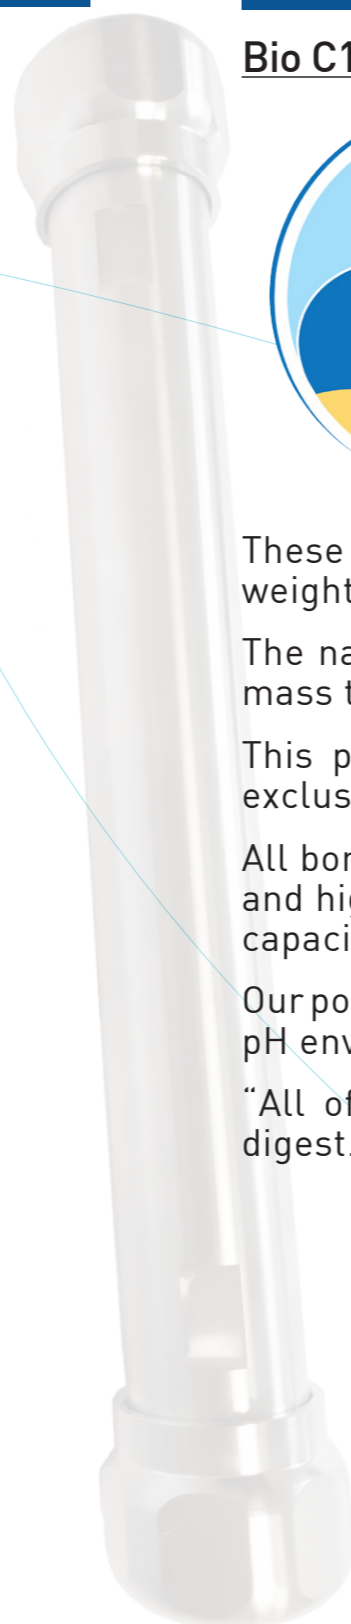 Bio C1
These
weight
The na
mass t
This p
exclus
All bor
and hig
capaci
Our po
pH env
“All of
digest.